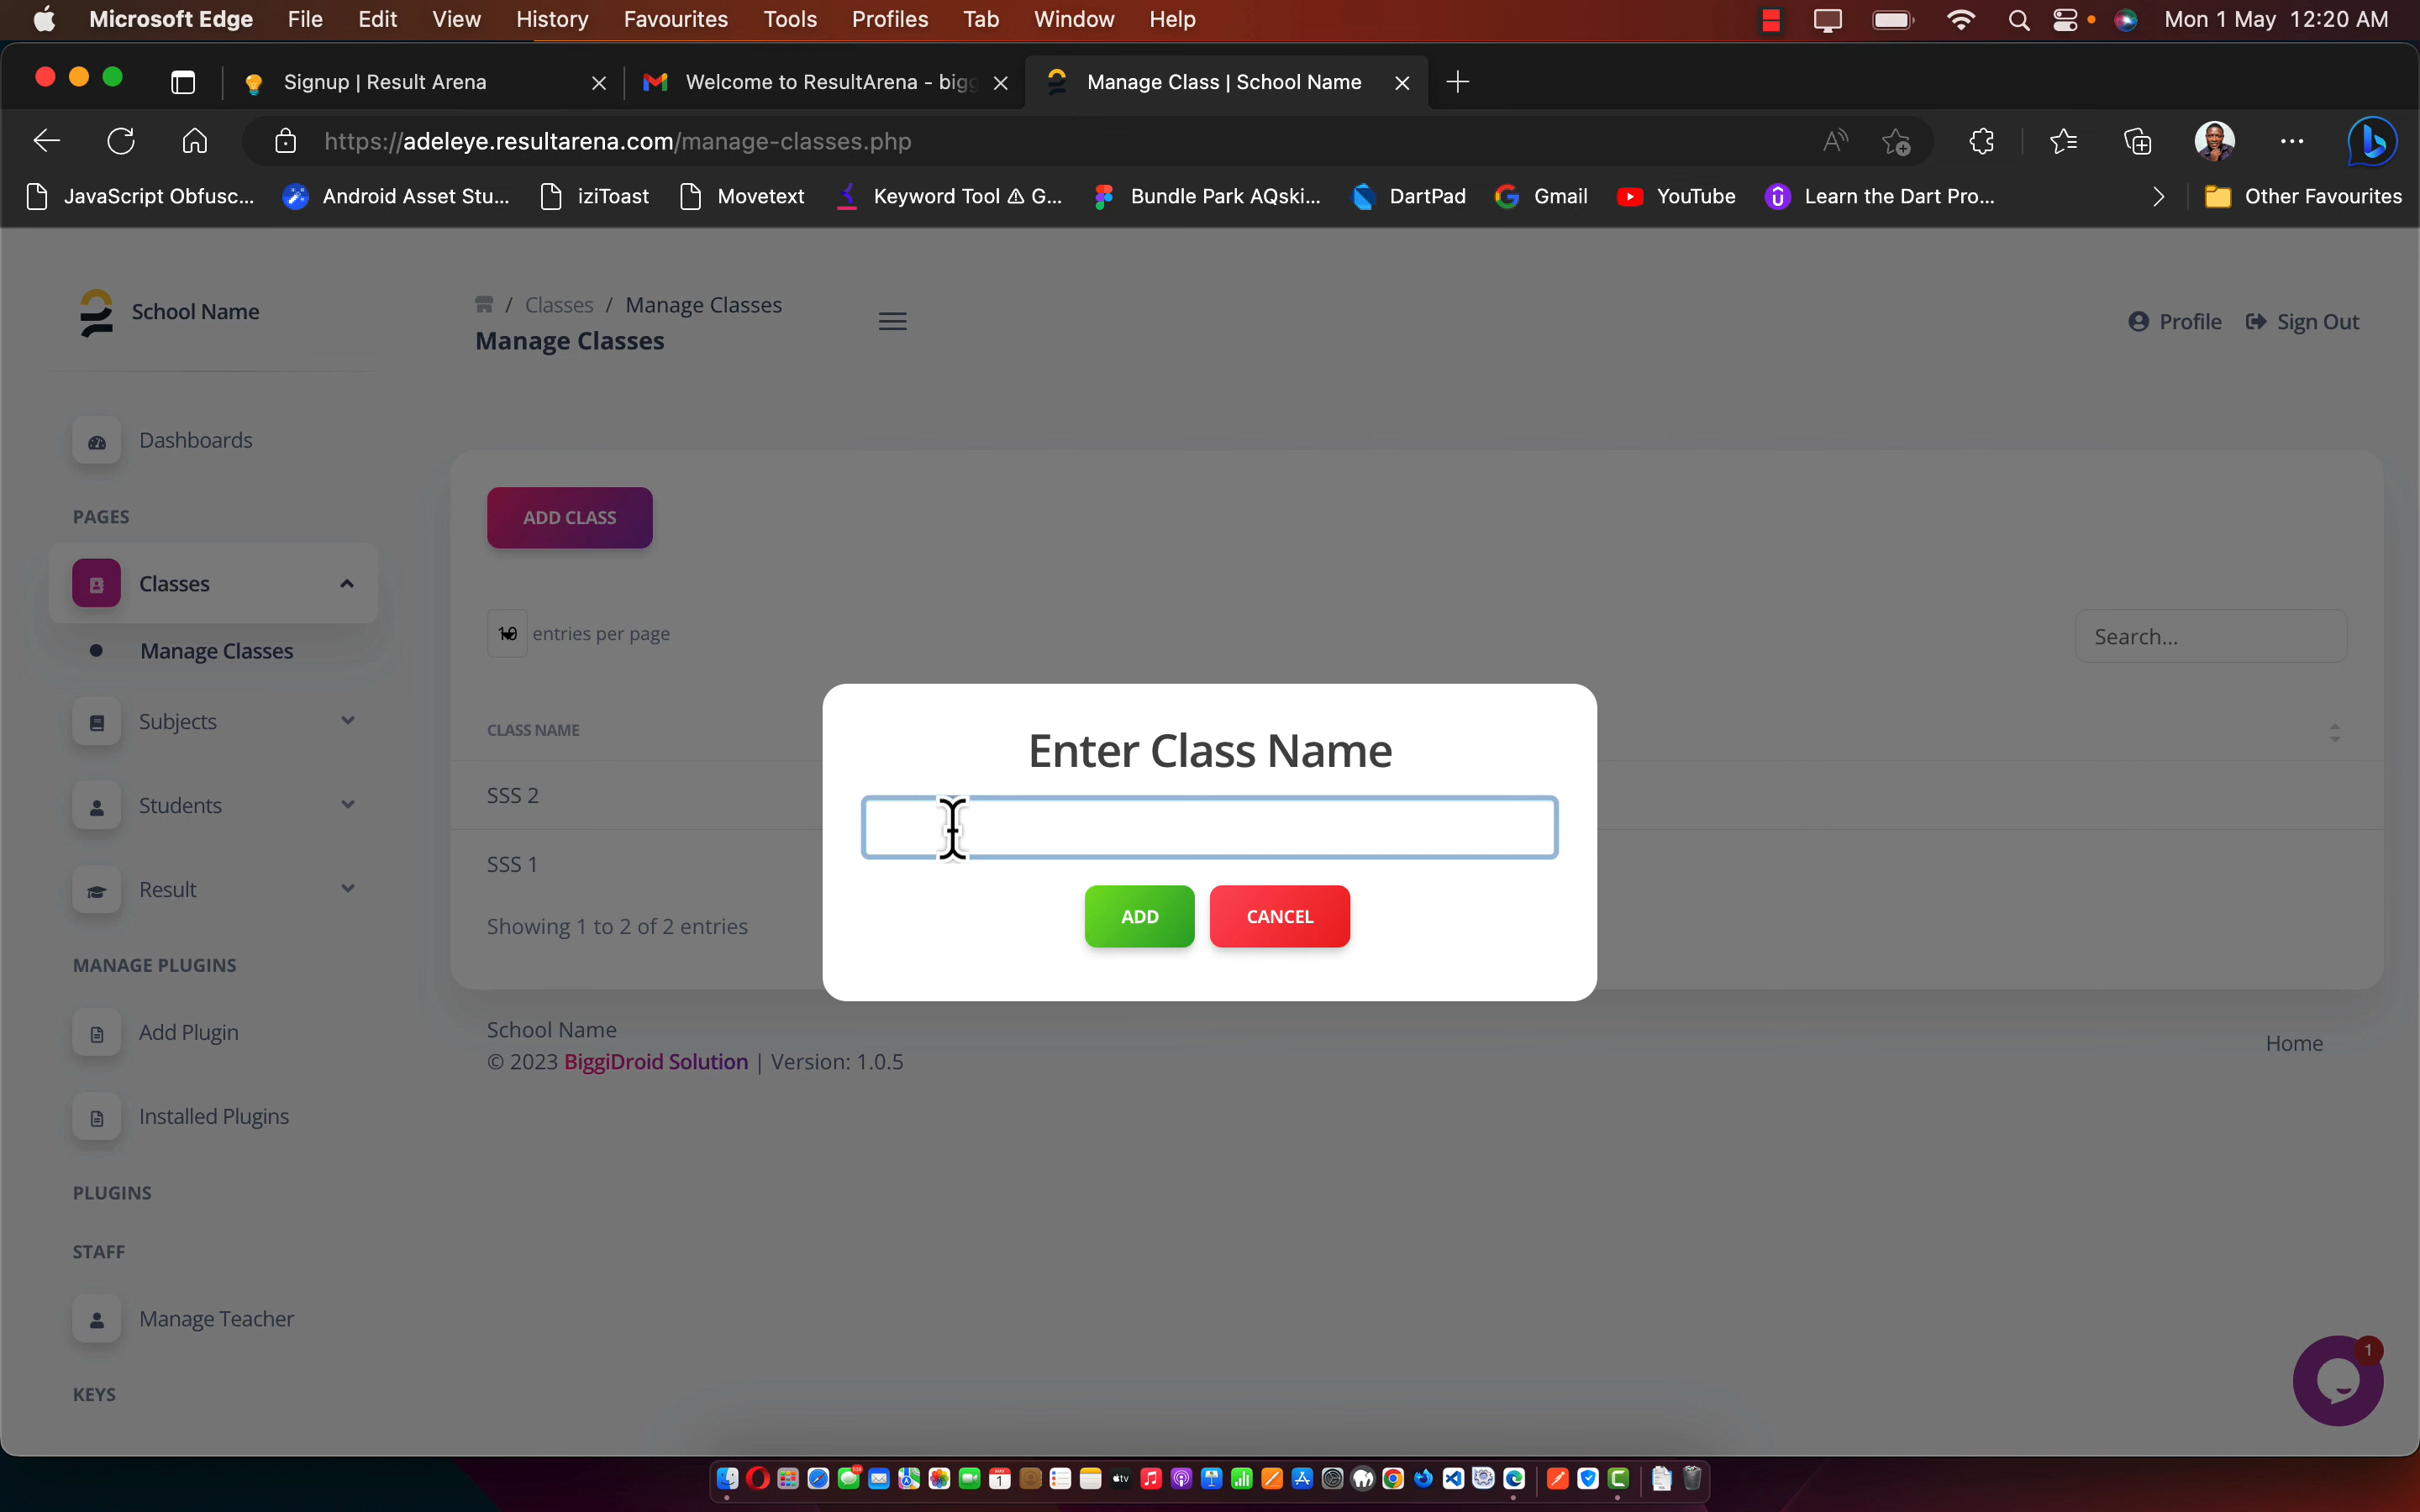 Microsoft Edge File Edit View History Favourites Tools Profiles Tab Window Help Mon 1 May 12:20 AM
Signup | Result Arena Welcome to ResultArena - bigg Manage Class | School Name
https://adeleye.resultarena.com/manage-classes.php
JavaScript Obfusc... Android Asset Stu... iziToast Movetext Keyword Tool ⚠ G... Bundle Park AQski... DartPad Gmail YouTube Learn the Dart Pro... Other Favourites
School Name
/ Classes / Manage Classes
Manage Classes
Profile Sign Out
Dashboards
PAGES
Classes
Manage Classes
Subjects
Students
Result
MANAGE PLUGINS
Add Plugin
Installed Plugins
PLUGINS
STAFF
Manage Teacher
KEYS
ADD CLASS
10 entries per page
Search...
CLASS NAME
SSS 2
SSS 1
Showing 1 to 2 of 2 entries
Enter Class Name
ADD CANCEL
School Name
© 2023 BiggiDroid Solution | Version: 1.0.5
Home
1